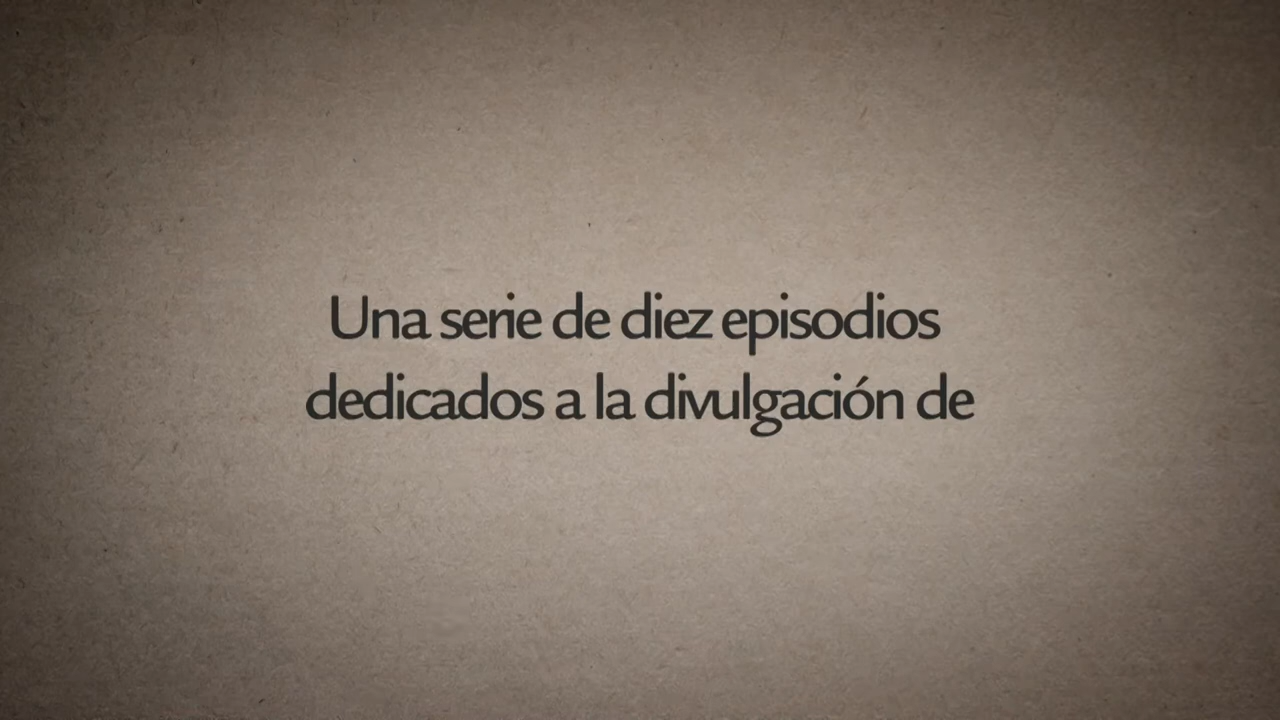 Una serie de diez episodios
dedicados a la divulgación de